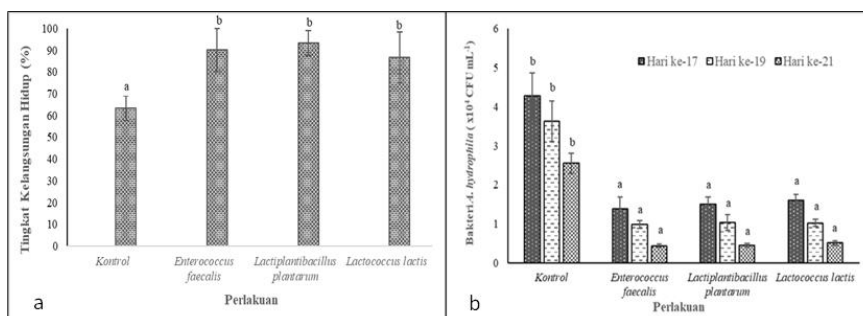 Tingkat Kelangsungan Hidup (%)
100
90
80
70
60
50
40
30
20
10
0
a
b
b
b
Kontrol
Enterococcus
faecalis
Lactiplantibacillus
plantarum
Lactococcus lactis
Perlakuan
a
Bakteri A. hydrophila ( x10⁴ CFU mL⁻¹)
6
5
4
3
2
1
0
Hari ke-17
Hari ke-19
Hari ke-21
b
b
b
a
a
a
a
a
a
a
a
a
Kontrol
Enterococcus
faecalis
Lactiplantibacillus
plantarum
Lactococcus lactis
Perlakuan
b